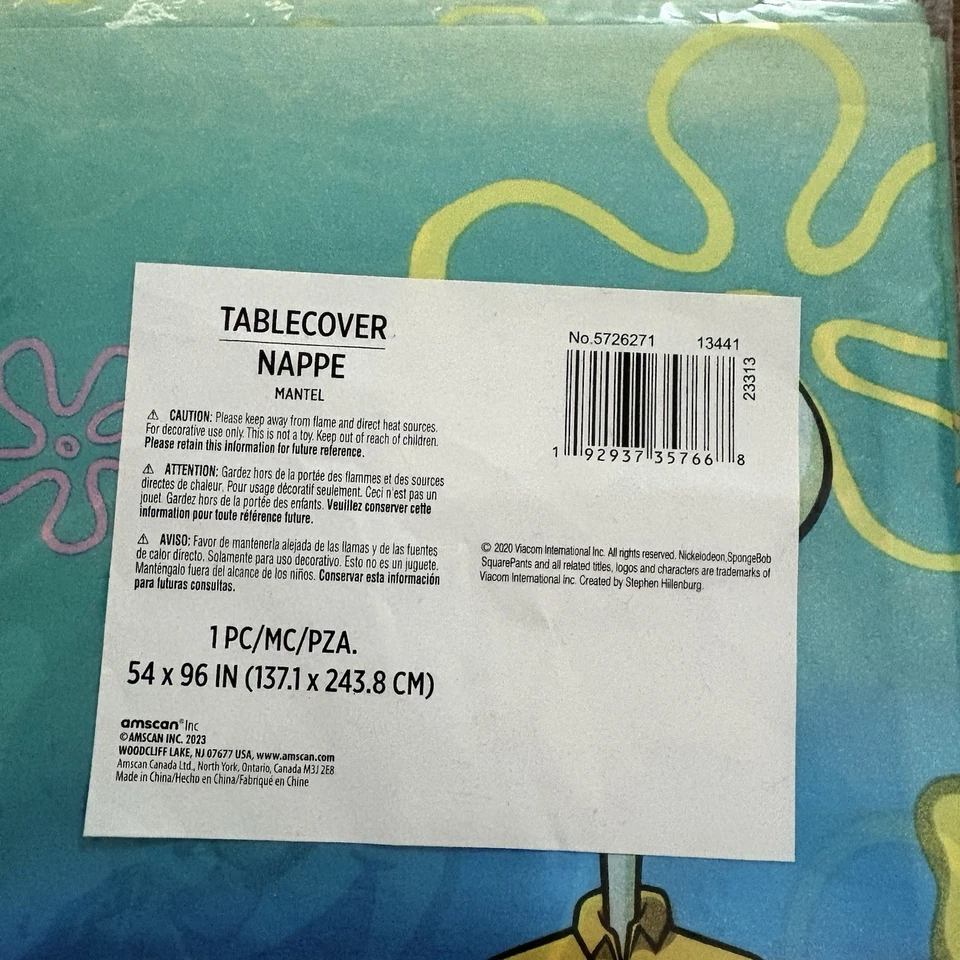 TABLECOVER
NAPPE
MANTEL
⚠ CAUTION: Please keep away from flame and direct heat sources.
For decorative use only. This is not a toy. Keep out of reach of children.
Please retain this information for future reference.
⚠ ATTENTION: Gardez hors de la portée des flammes et des sources
directes de chaleur. Pour usage décoratif seulement. Ceci n'est pas un
jouet. Gardez hors de la portée des enfants. Veuillez conserver cette
information pour toute référence future.
⚠ AVISO: Favor de mantenerla alejada de las llamas y de las fuentes
de calor directo. Solamente para uso decorativo. Esto no es un juguete.
Manténgalo fuera del alcance de los niños. Conservar esta información
para futuras consultas.
1 PC/MC/PZA.
54 x 96 IN (137.1 x 243.8 CM)
amscan® Inc
© AMSCAN INC. 2023
WOODCLIFF LAKE, NJ 07677 USA, www.amscan.com
Amscan Canada Ltd., North York, Ontario, Canada M3J 2E8
Made in China/Hecho en China/Fabriqué en Chine
No.5726271 13441
23313
1 92937 35766 8
© 2020 Viacom International Inc. All rights reserved. Nickelodeon,SpongeBob
SquarePants and all related titles, logos and characters are trademarks of
Viacom International Inc. Created by Stephen Hillenburg.